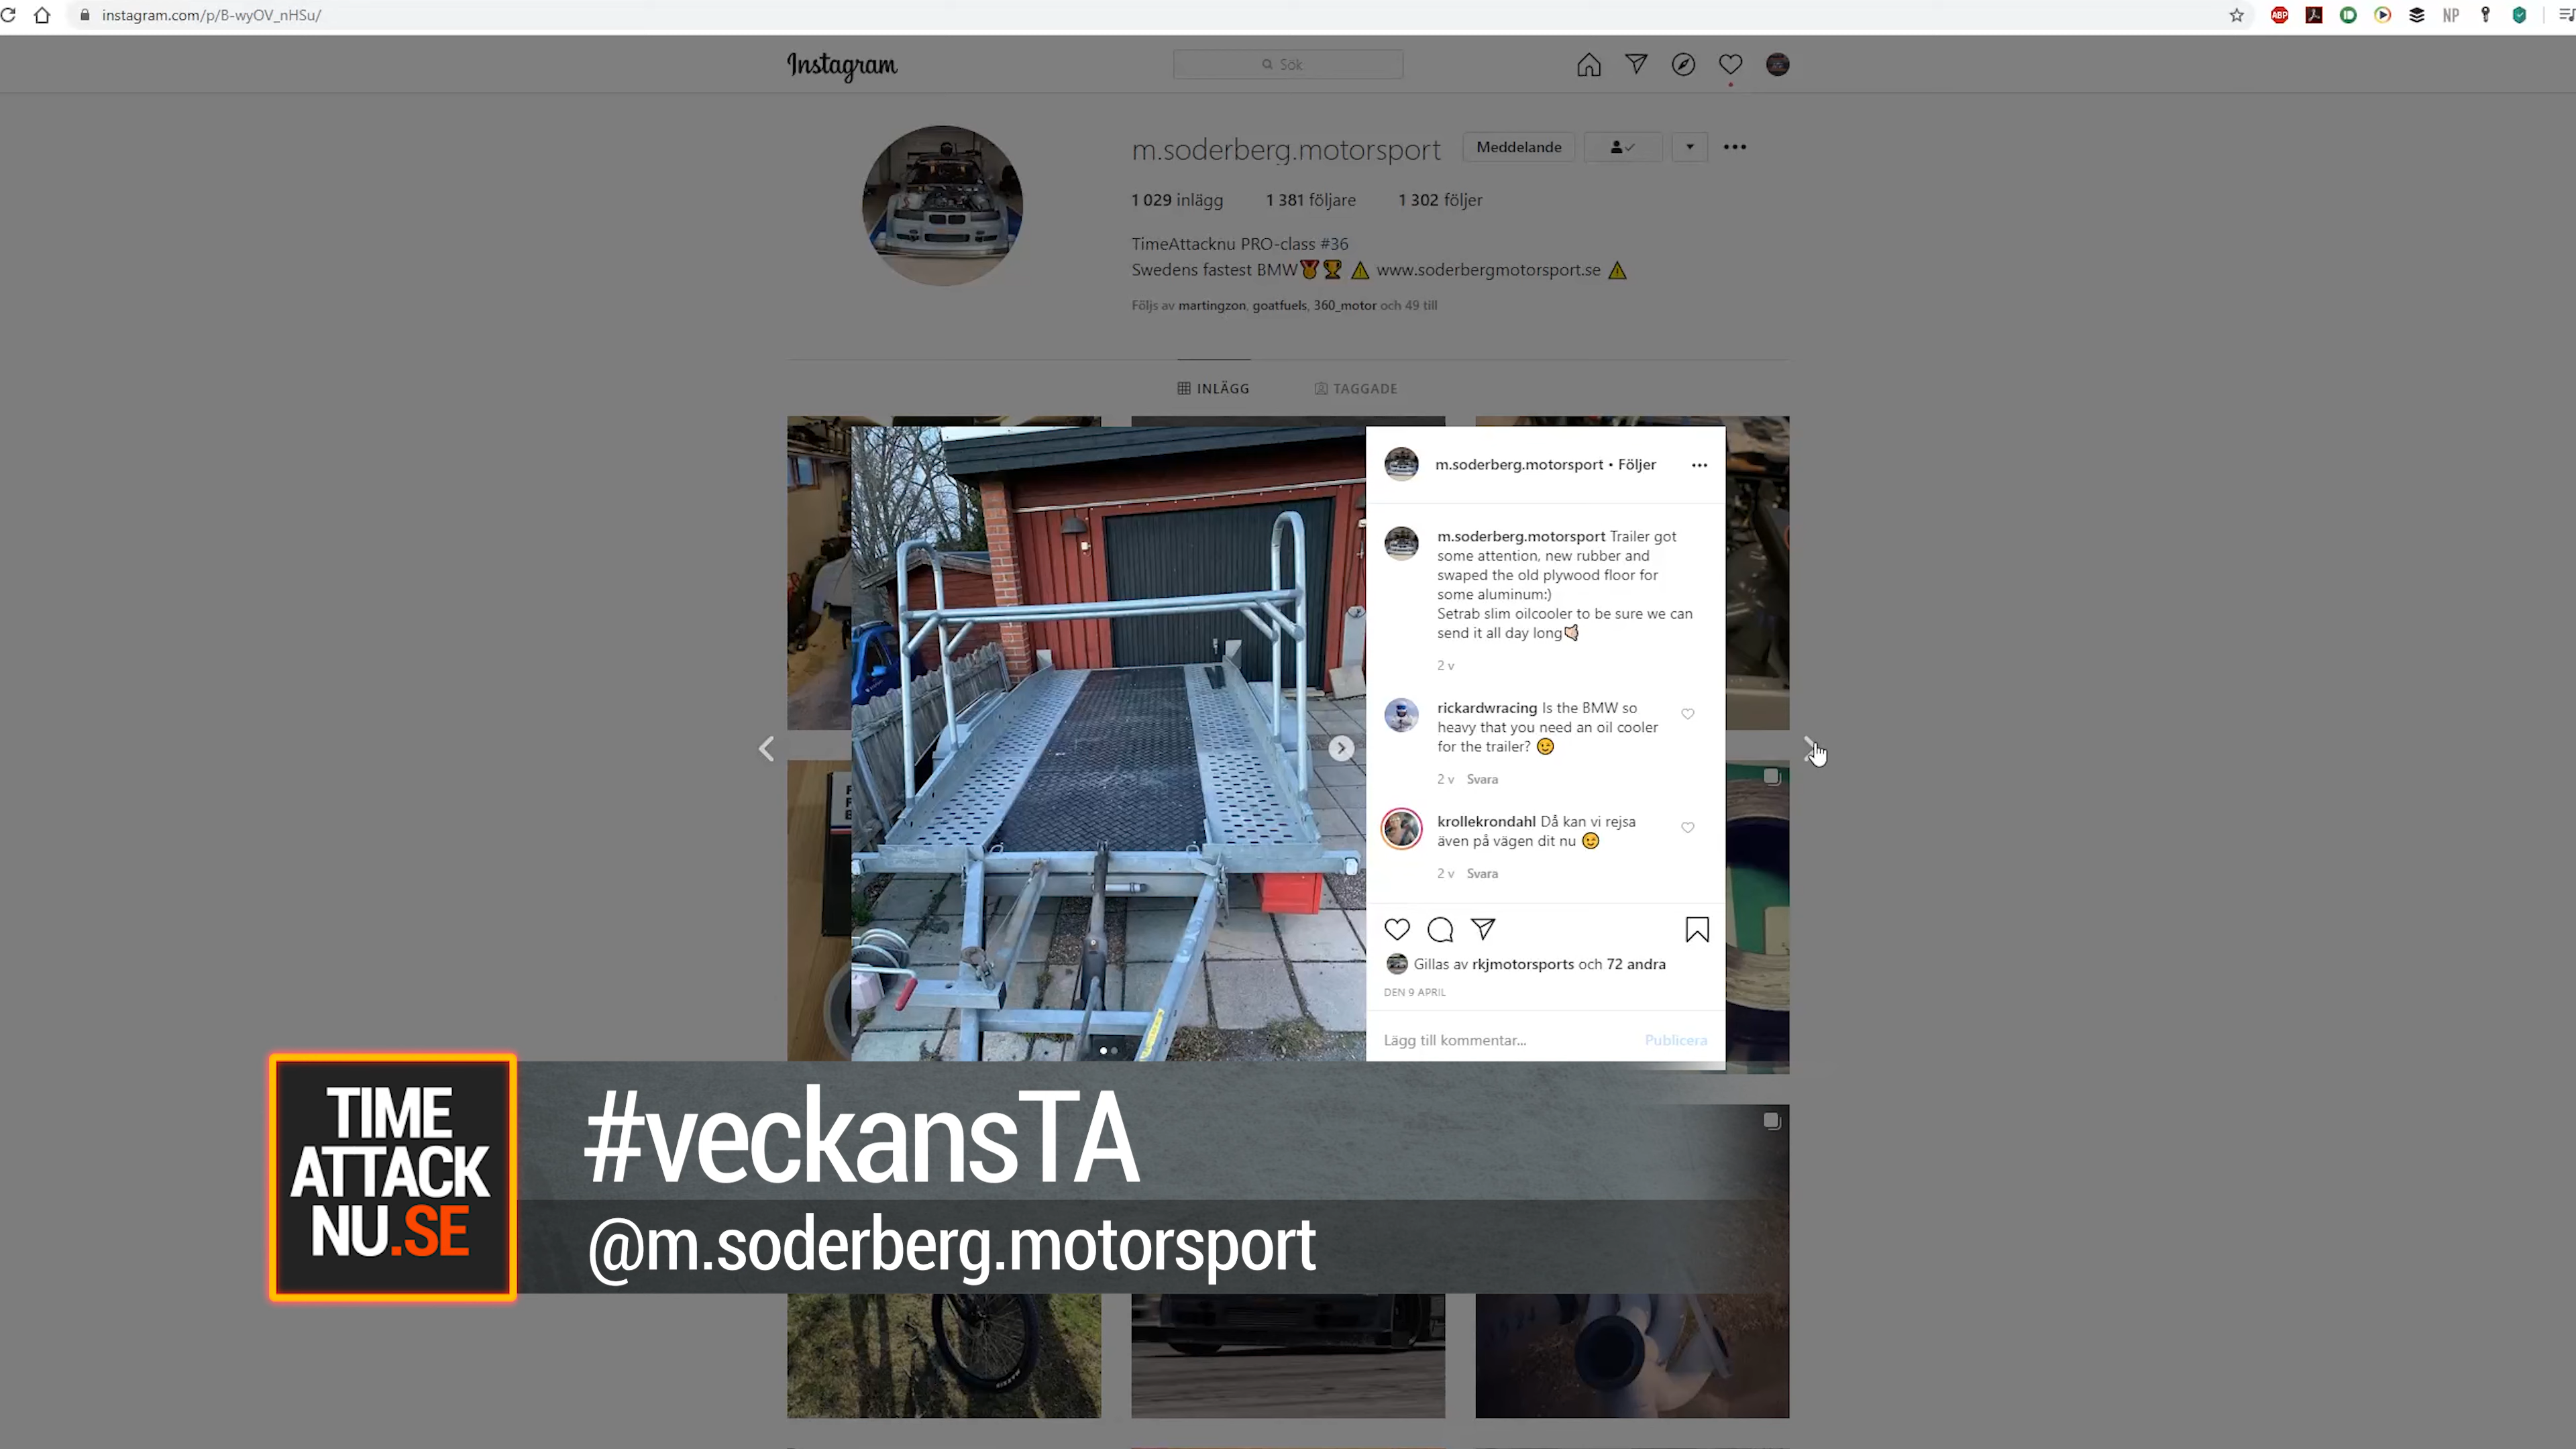 instagram.com/p/B-wyOV_nHSu/
ABP
NP
Instagram
Sök
m.soderberg.motorsport
Meddelande
1 029 inlägg 1 381 följare 1 302 följer
TimeAttacknu PRO-class #36
Swedens fastest BMW🏅🏆 ⚠ www.soderbergmotorsport.se ⚠
Följs av martingzon, goatfuels, 360_motor och 49 till
INLÄGG TAGGADE
m.soderberg.motorsport • Följer
m.soderberg.motorsport Trailer got
some attention, new rubber and
swaped the old plywood floor for
some aluminum:)
Setrab slim oilcooler to be sure we can
send it all day long
2 v
rickardwracing Is the BMW so
heavy that you need an oil cooler
for the trailer? 😉
2 v Svara
krollekrondahl Då kan vi rejsa
även på vägen dit nu 😉
2 v Svara
Gillas av rkjmotorsports och 72 andra
DEN 9 APRIL
Lägg till kommentar... Publicera
TIME
ATTACK
NU.SE
#veckansTA
@m.soderberg.motorsport